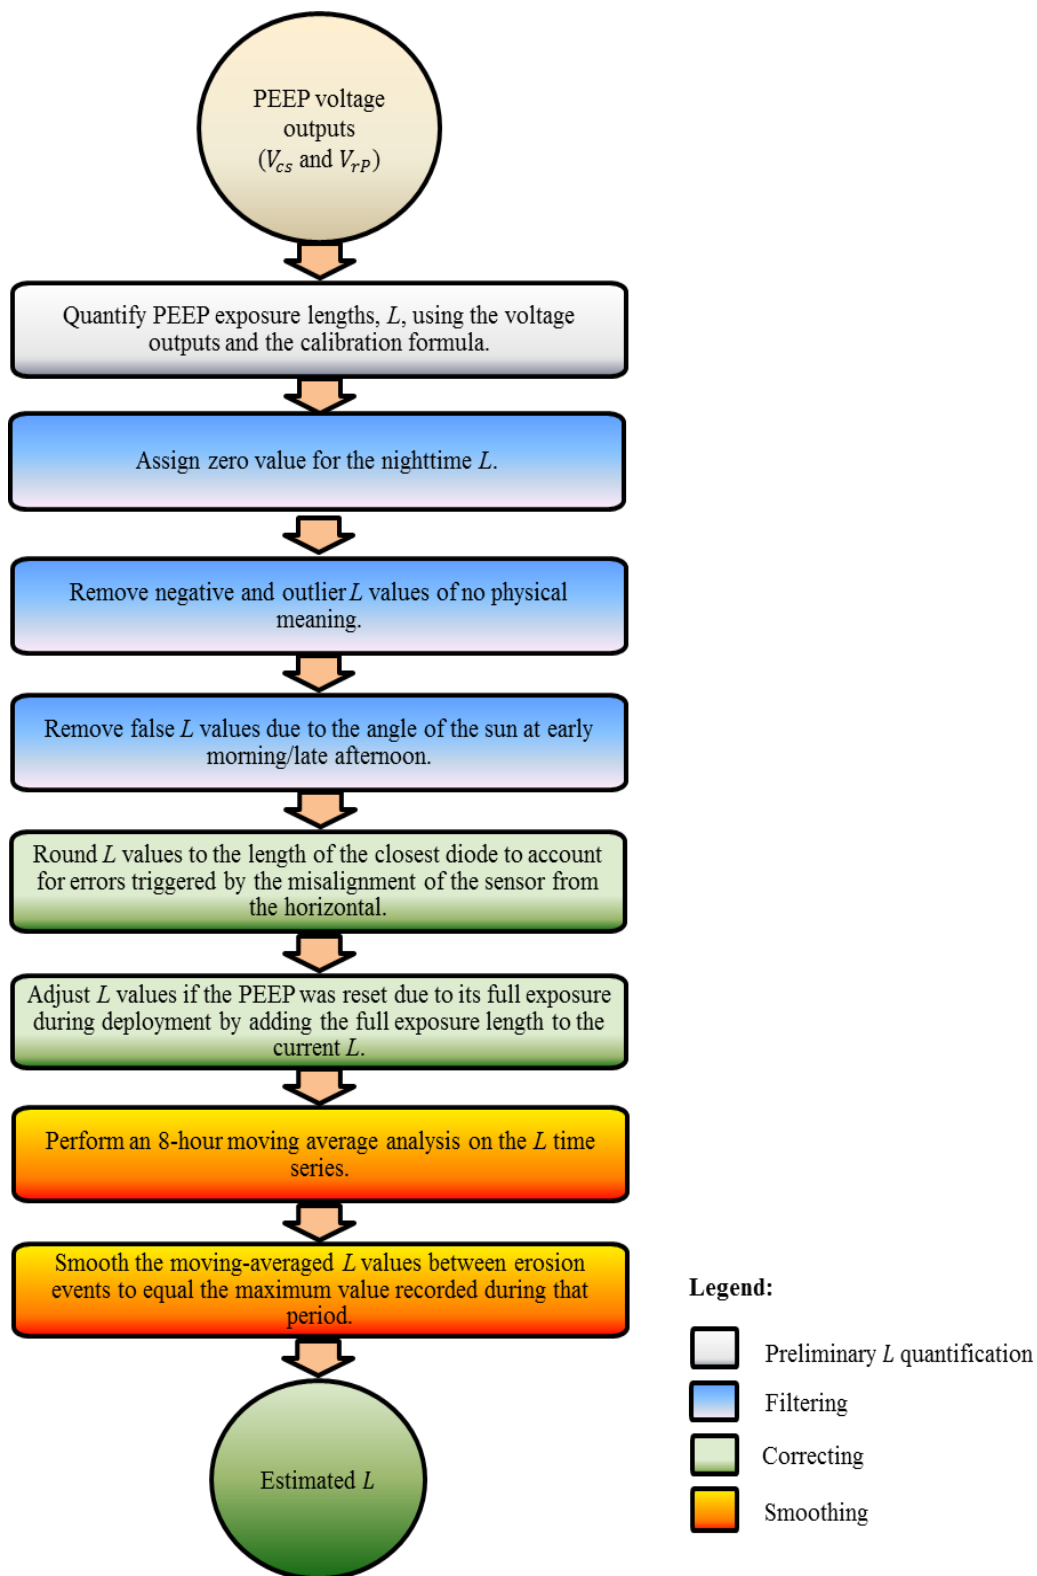 PEEP voltage
outputs
(V_cs and V_rP)
Quantify PEEP exposure lengths, L, using the voltage
outputs and the calibration formula.
Assign zero value for the nighttime L.
Remove negative and outlier L values of no physical
meaning.
Remove false L values due to the angle of the sun at early
morning/late afternoon.
Round L values to the length of the closest diode to account
for errors triggered by the misalignment of the sensor from
the horizontal.
Adjust L values if the PEEP was reset due to its full exposure
during deployment by adding the full exposure length to the
current L.
Perform an 8-hour moving average analysis on the L time
series.
Smooth the moving-averaged L values between erosion
events to equal the maximum value recorded during that
period.
Estimated L
Legend:
Preliminary L quantification
Filtering
Correcting
Smoothing